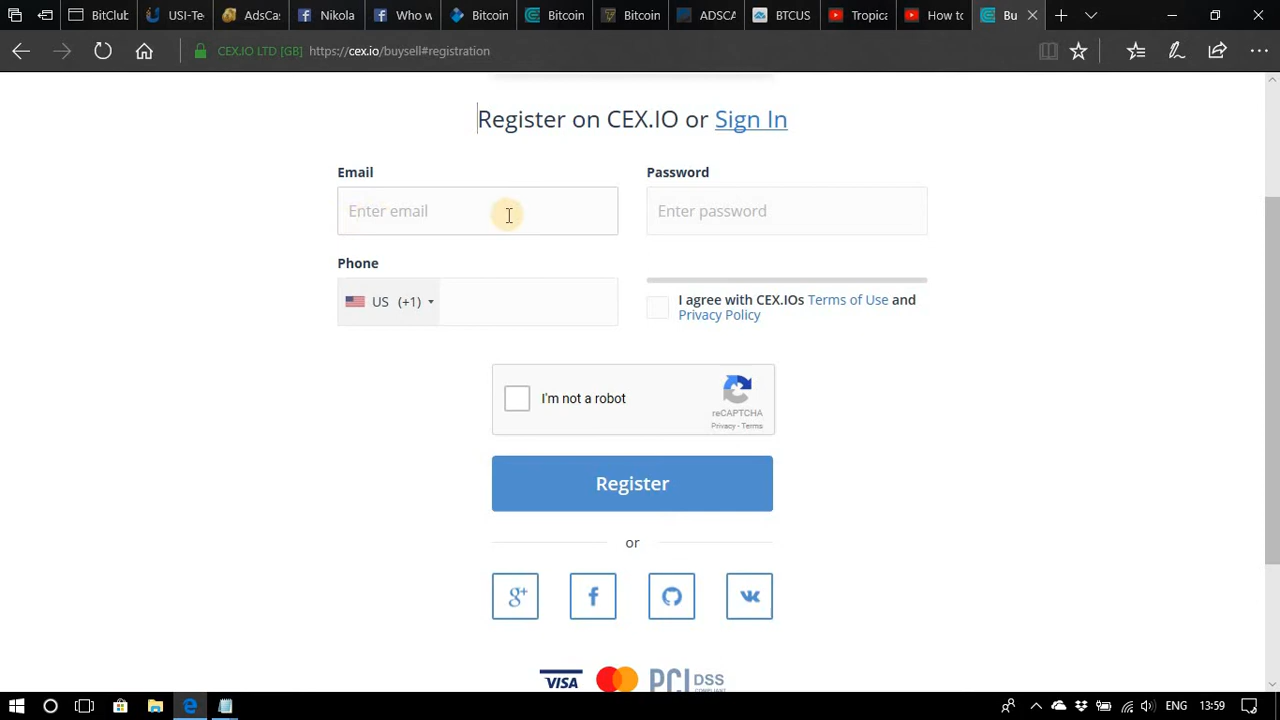 BitClub
USI-Te
AdsCas
Nikola
Who w
Bitcoin
Bitcoin
Bitcoin
ADSCA
BTCUS
Tropica
How to
Bu
CEX.IO LTD [GB] https://cex.io/buysell#registration
Register on CEX.IO or Sign In
Email
Password
Enter email
Enter password
Phone
US (+1)
I agree with CEX.IOs Terms of Use and
Privacy Policy
I'm not a robot
reCAPTCHA
Privacy - Terms
Register
or
g+
f
VISA
PCI DSS
COMPLIANT
ENG
13:59